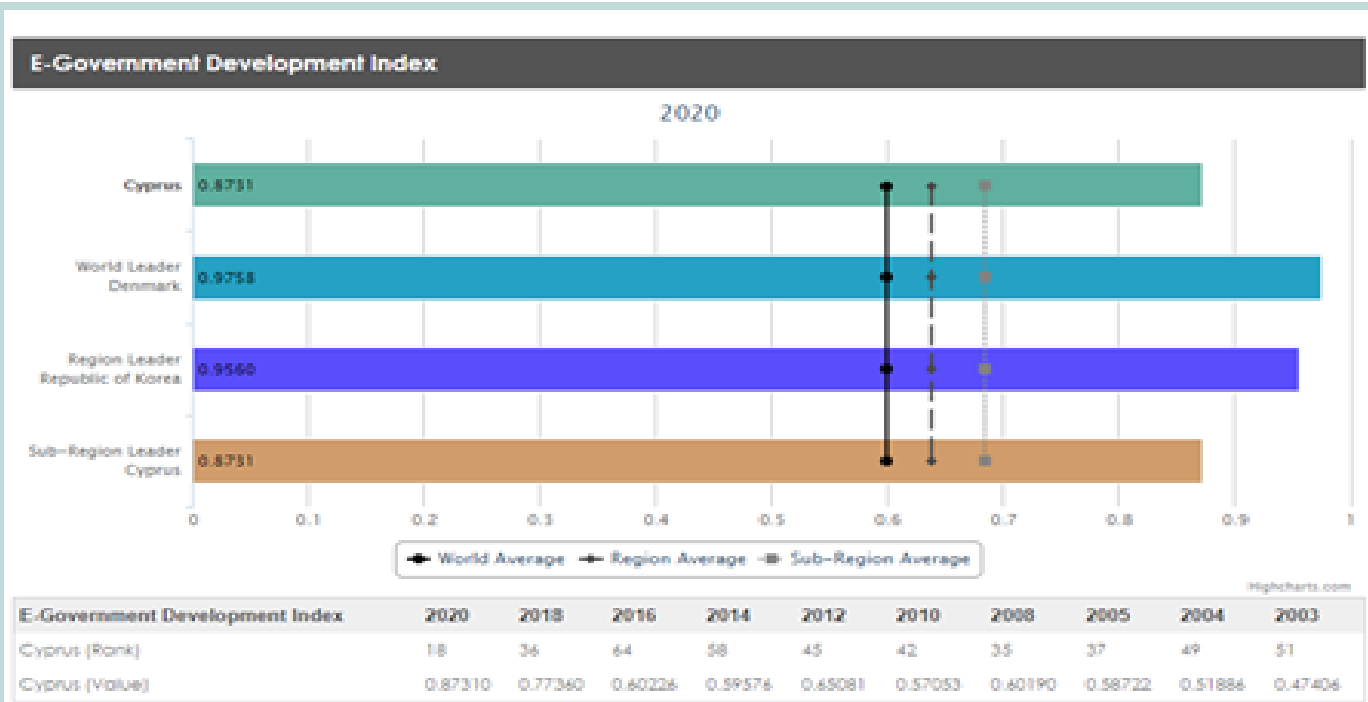 E-Government Development Index
2020
Cyprus 0.8731
World Leader
Denmark 0.9758
Region Leader
Republic of Korea 0.9560
Sub-Region Leader
Cyprus 0.8731
0 0.1 0.2 0.3 0.4 0.5 0.6 0.7 0.8 0.9 1
World Average Region Average Sub-Region Average
Highcharts.com
E-Government Development Index 2020 2018 2016 2014 2012 2010 2008 2005 2004 2003
Cyprus (Rank) 18 36 64 58 45 42 35 37 49 51
Cyprus (Value) 0.87310 0.77360 0.60226 0.59576 0.65081 0.57053 0.60190 0.58722 0.51886 0.47406